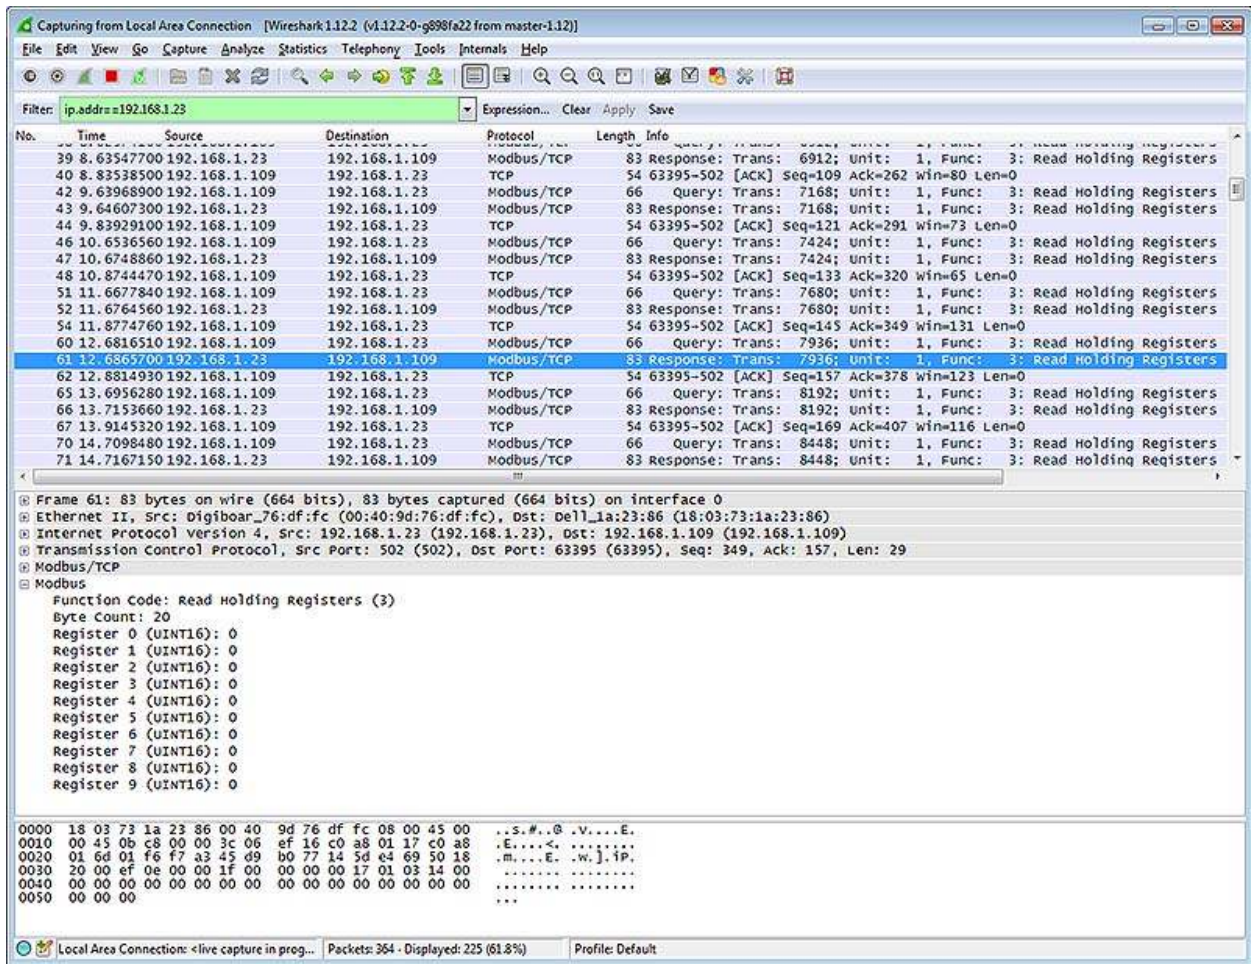 Capturing from Local Area Connection [Wireshark 1.12.2 (v1.12.2-0-g898fa22 from master-1.12)]
File Edit View Go Capture Analyze Statistics Telephony Tools Internals Help
Filter: ip.addr==192.168.1.23 Expression... Clear Apply Save
No. Time Source Destination Protocol Length Info
39 8.63547700 192.168.1.23 192.168.1.109 Modbus/TCP 83 Response: Trans: 6912; Unit: 1, Func: 3: Read Holding Registers
40 8.83538500 192.168.1.109 192.168.1.23 TCP 54 63395→502 [ACK] Seq=109 Ack=262 Win=80 Len=0
42 9.63968900 192.168.1.109 192.168.1.23 Modbus/TCP 66 Query: Trans: 7168; Unit: 1, Func: 3: Read Holding Registers
43 9.64607300 192.168.1.23 192.168.1.109 Modbus/TCP 83 Response: Trans: 7168; Unit: 1, Func: 3: Read Holding Registers
44 9.83929100 192.168.1.109 192.168.1.23 TCP 54 63395→502 [ACK] Seq=121 Ack=291 Win=73 Len=0
46 10.6536560 192.168.1.109 192.168.1.23 Modbus/TCP 66 Query: Trans: 7424; Unit: 1, Func: 3: Read Holding Registers
47 10.6748860 192.168.1.23 192.168.1.109 Modbus/TCP 83 Response: Trans: 7424; Unit: 1, Func: 3: Read Holding Registers
48 10.8744470 192.168.1.109 192.168.1.23 TCP 54 63395→502 [ACK] Seq=133 Ack=320 Win=65 Len=0
51 11.6677840 192.168.1.109 192.168.1.23 Modbus/TCP 66 Query: Trans: 7680; Unit: 1, Func: 3: Read Holding Registers
52 11.6764560 192.168.1.23 192.168.1.109 Modbus/TCP 83 Response: Trans: 7680; Unit: 1, Func: 3: Read Holding Registers
54 11.8774760 192.168.1.109 192.168.1.23 TCP 54 63395→502 [ACK] Seq=145 Ack=349 Win=131 Len=0
60 12.6816510 192.168.1.109 192.168.1.23 Modbus/TCP 66 Query: Trans: 7936; Unit: 1, Func: 3: Read Holding Registers
61 12.6865700 192.168.1.23 192.168.1.109 Modbus/TCP 83 Response: Trans: 7936; Unit: 1, Func: 3: Read Holding Registers
62 12.8814930 192.168.1.109 192.168.1.23 TCP 54 63395→502 [ACK] Seq=157 Ack=378 Win=123 Len=0
65 13.6956280 192.168.1.109 192.168.1.23 Modbus/TCP 66 Query: Trans: 8192; Unit: 1, Func: 3: Read Holding Registers
66 13.7153660 192.168.1.23 192.168.1.109 Modbus/TCP 83 Response: Trans: 8192; Unit: 1, Func: 3: Read Holding Registers
67 13.9145320 192.168.1.109 192.168.1.23 TCP 54 63395→502 [ACK] Seq=169 Ack=407 Win=116 Len=0
70 14.7098480 192.168.1.109 192.168.1.23 Modbus/TCP 66 Query: Trans: 8448; Unit: 1, Func: 3: Read Holding Registers
71 14.7167150 192.168.1.23 192.168.1.109 Modbus/TCP 83 Response: Trans: 8448; Unit: 1, Func: 3: Read Holding Registers
Frame 61: 83 bytes on wire (664 bits), 83 bytes captured (664 bits) on interface 0
Ethernet II, Src: Digiboar_76:df:fc (00:40:9d:76:df:fc), Dst: Dell_1a:23:86 (18:03:73:1a:23:86)
Internet Protocol Version 4, Src: 192.168.1.23 (192.168.1.23), Dst: 192.168.1.109 (192.168.1.109)
Transmission Control Protocol, Src Port: 502 (502), Dst Port: 63395 (63395), Seq: 349, Ack: 157, Len: 29
Modbus/TCP
Modbus
Function Code: Read Holding Registers (3)
Byte Count: 20
Register 0 (UINT16): 0
Register 1 (UINT16): 0
Register 2 (UINT16): 0
Register 3 (UINT16): 0
Register 4 (UINT16): 0
Register 5 (UINT16): 0
Register 6 (UINT16): 0
Register 7 (UINT16): 0
Register 8 (UINT16): 0
Register 9 (UINT16): 0
0000 18 03 73 1a 23 86 00 40 9d 76 df fc 08 00 45 00 ..s.#..@ .v....E.
0010 00 45 0b c8 00 00 3c 06 ef 16 c0 a8 01 17 c0 a8 .E....<. ........
0020 01 6d 01 f6 f7 a3 45 d9 b0 77 14 5d e4 69 50 18 .m....E. .w.].iP.
0030 20 00 ef 0e 00 00 1f 00 00 00 00 17 01 03 14 00 ....... ........
0040 00 00 00 00 00 00 00 00 00 00 00 00 00 00 00 00 ........ ........
0050 00 00 00 ...
Local Area Connection: <live capture in prog... Packets: 364 · Displayed: 225 (61.8%) Profile: Default